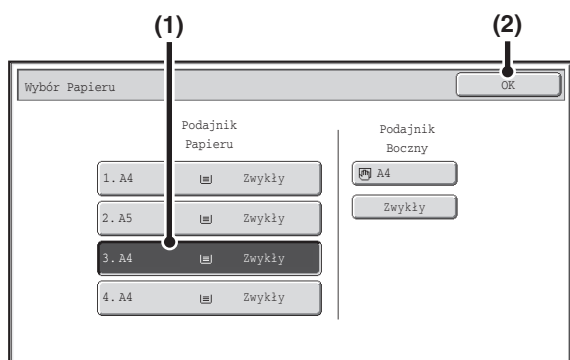 (1) (2)
Wybór Papieru OK
Podajnik
Papieru
1. A4 Zwykły
2. A5 Zwykły
3. A4 Zwykły
4. A4 Zwykły
Podajnik
Boczny
A4
Zwykły